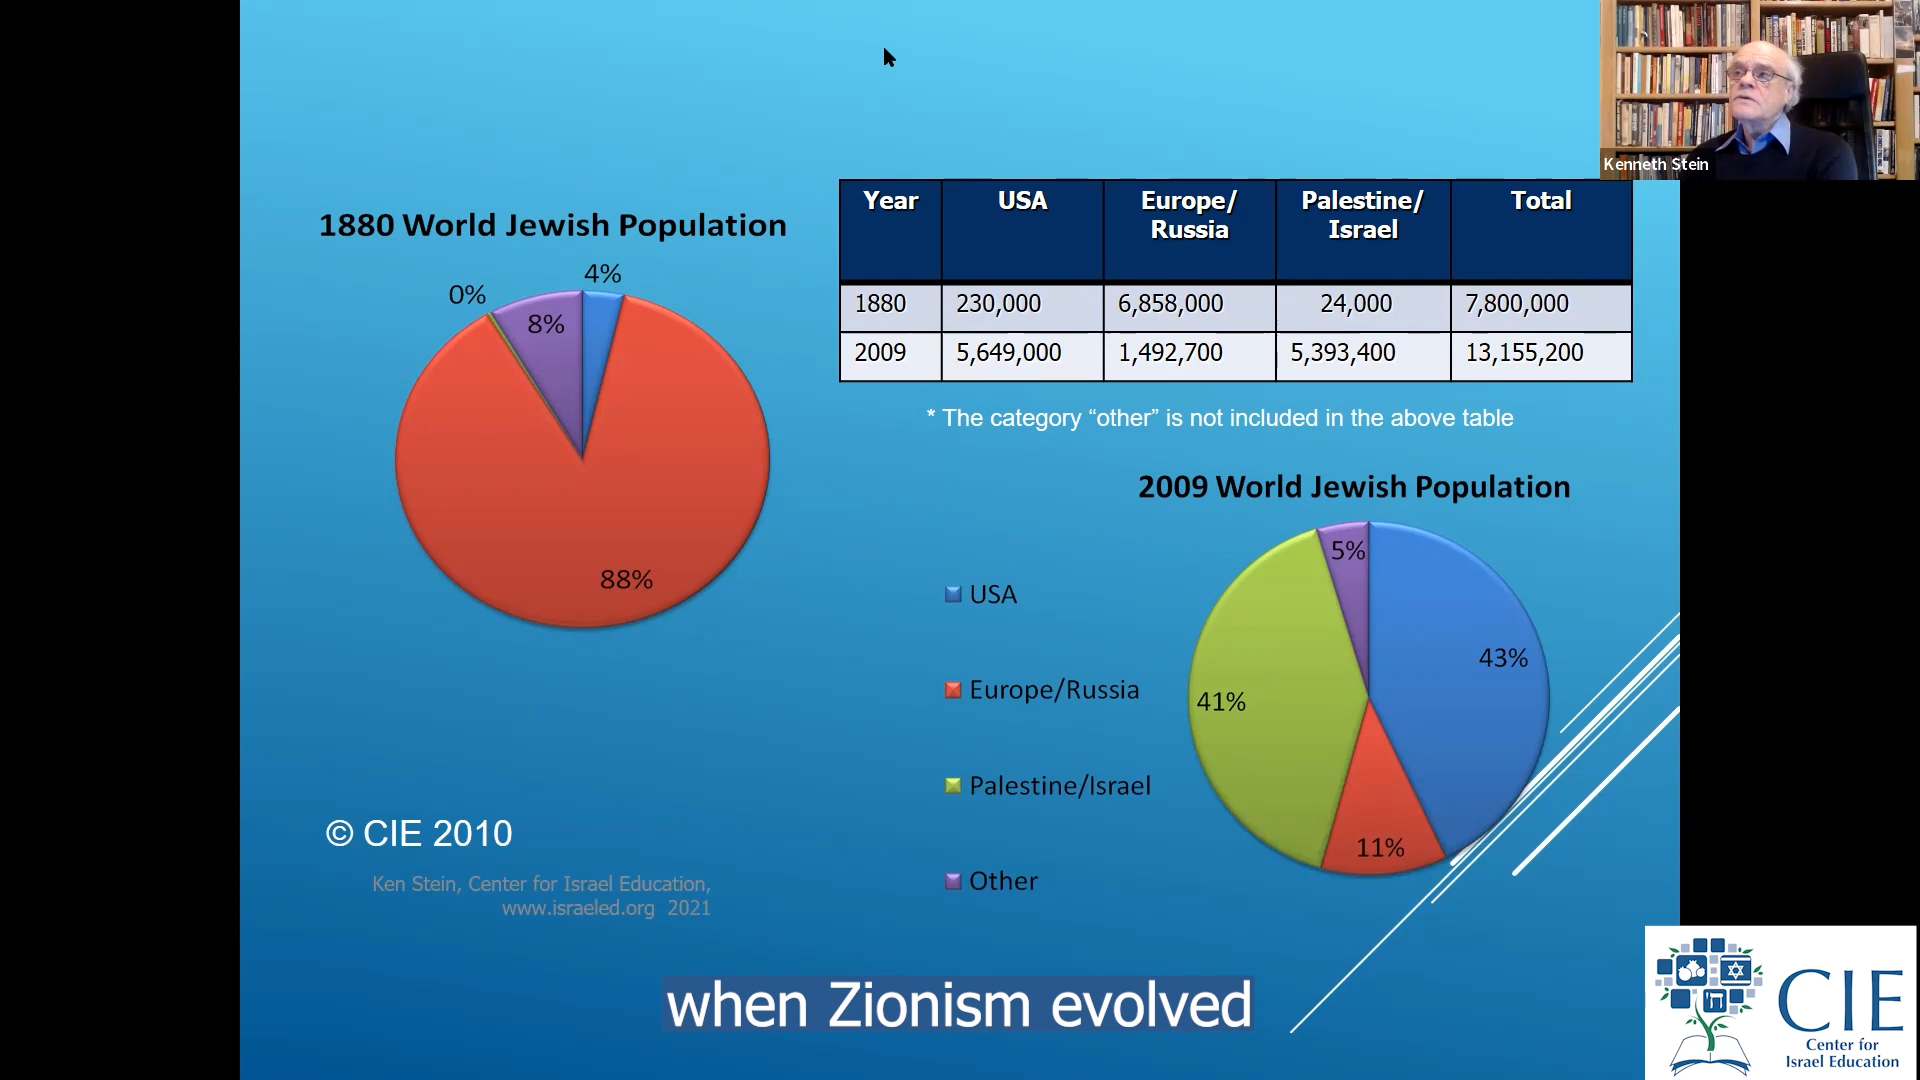 Kenneth Stein
1880 World Jewish Population
4%
0%
8%
88%
Year USA Europe/ Palestine/ Total
Russia Israel
1880 230,000 6,858,000 24,000 7,800,000
2009 5,649,000 1,492,700 5,393,400 13,155,200
* The category “other” is not included in the above table
2009 World Jewish Population
5%
43%
41%
11%
USA
Europe/Russia
Palestine/Israel
Other
© CIE 2010
Ken Stein, Center for Israel Education,
www.israeled.org 2021
when Zionism evolved
CIE
Center for
Israel Education